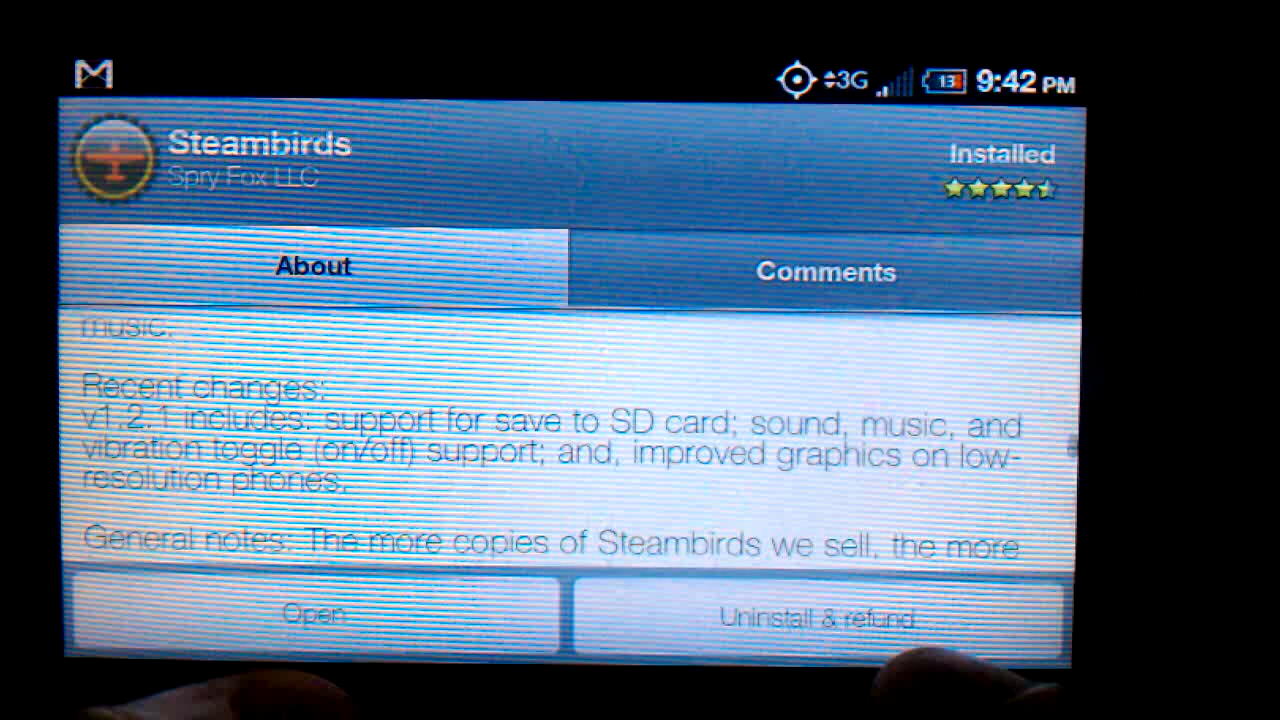 3G 13 9:42 PM
Steambirds
Spry Fox LLC
Installed
About
Comments
music.
Recent changes:
v1.2.1 includes: support for save to SD card; sound, music, and
vibration toggle (on/off) support; and, improved graphics on low-
resolution phones.
General notes: The more copies of Steambirds we sell, the more
Open
Uninstall & refund